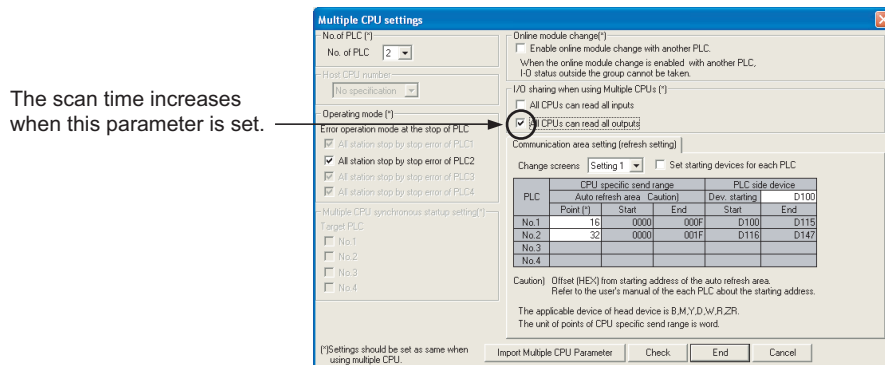 The scan time increases
when this parameter is set.
Multiple CPU settings
No.of PLC (*)
No. of PLC 2
Host CPU number
No specification
Operating mode (*)
Error operation mode at the stop of PLC
All station stop by stop error of PLC1
All station stop by stop error of PLC2
All station stop by stop error of PLC3
All station stop by stop error of PLC4
Multiple CPU synchronous startup setting(*)
Target PLC
No.1
No.2
No.3
No.4
(*)Settings should be set as same when
using multiple CPU.
Online module change(*)
Enable online module change with another PLC.
When the online module change is enabled with another PLC,
I-O status outside the group cannot be taken.
I/O sharing when using Multiple CPUs (*)
All CPUs can read all inputs
All CPUs can read all outputs
Communication area setting (refresh setting)
Change screens Setting 1 Set starting devices for each PLC
PLC CPU specific send range PLC side device
Auto refresh area Caution) Dev. starting D100
Point (*) Start End Start End
No.1 16 0000 000F D100 D115
No.2 32 0000 001F D116 D147
No.3
No.4
Caution) Offset (HEX) from starting address of the auto refresh area.
Refer to the user's manual of the each PLC about the starting address.
The applicable device of head device is B,M,Y,D,W,R,ZR.
The unit of points of CPU specific send range is word.
Import Multiple CPU Parameter Check End Cancel